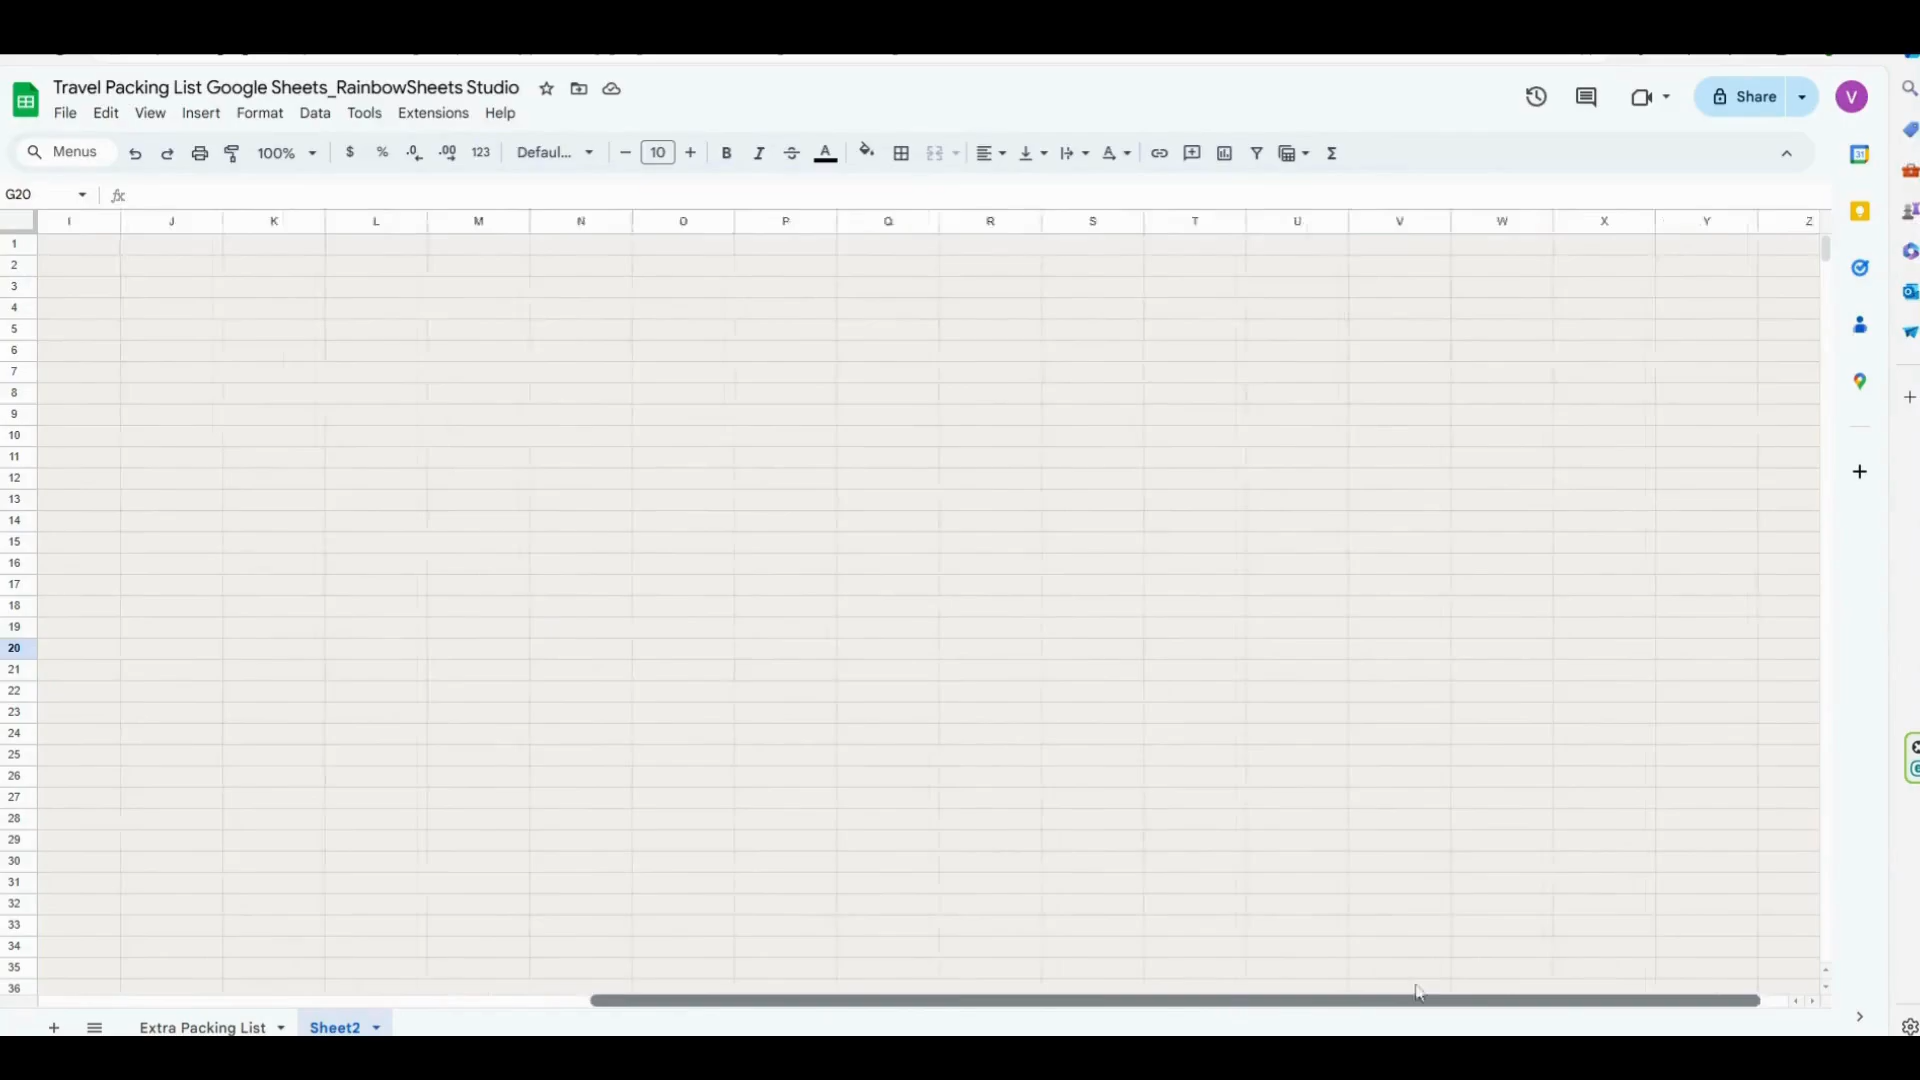 Travel Packing List Google Sheets_RainbowSheets Studio
File Edit View Insert Format Data Tools Extensions Help
Share
V
Menus
100%
$ % .0 .00 123
Defaul...
10
B I S A
G20
fx
I J K L M N O P Q R S T U V W X Y Z
1
2
3
4
5
6
7
8
9
10
11
12
13
14
15
16
17
18
19
20
21
22
23
24
25
26
27
28
29
30
31
32
33
34
35
36
Extra Packing List
Sheet2